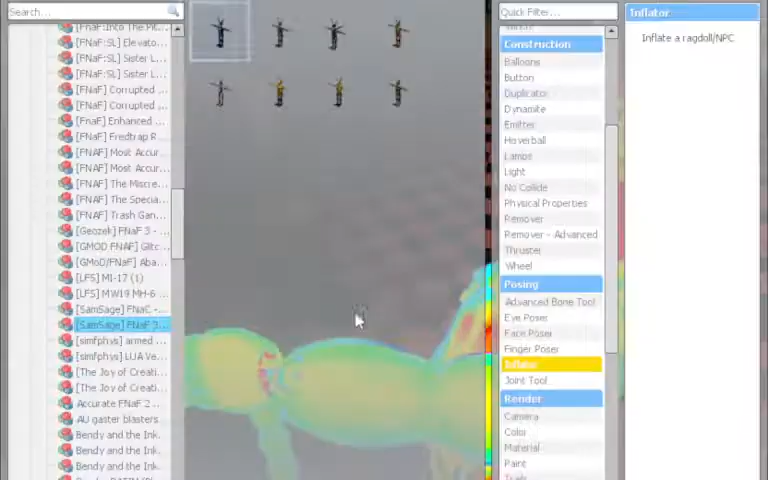 Search...
[FNaF:Into The Pit...
[FNaF:SL] Elevato...
[FNaF:SL] Sister L...
[FNaF:SL] Sister L...
[FNaF] Corrupted
[FNaF] Corrupted
[FnaF] Enhanced
[FNaF] Fredtrap R...
[FNAF] Most Accur...
[FNAF] Most Accur...
[FNAF] The Miscre...
[FNAF] The Specia...
[FNAF] Trash Gan...
[Geozek] FNaF 3 - ...
[GMOD FNAF] Glitc...
[GMoD/FNaF] Aba...
[LFS] MI-17 (1)
[LFS] MW19 MH-6 ...
[SamSage] FNaC -...
[SamSage] FNaF 3...
[simfphys] armed ...
[simfphys] LUA Ve...
[The Joy of Creati...
[The Joy of Creati...
Accurate FNaF 2 ...
AU gaster blasters
Bendy and the Ink...
Bendy and the Ink...
Bendy and the Ink...
Quick Filter...
Construction
Balloons
Button
Duplicator
Dynamite
Emitter
Hoverball
Lamps
Light
No Collide
Physical Properties
Remover
Remover - Advanced
Thruster
Wheel
Posing
Advanced Bone Tool
Eye Poser
Face Poser
Finger Poser
Inflator
Joint Tool
Render
Camera
Color
Material
Paint
Trails
Inflator
Inflate a ragdoll/NPC